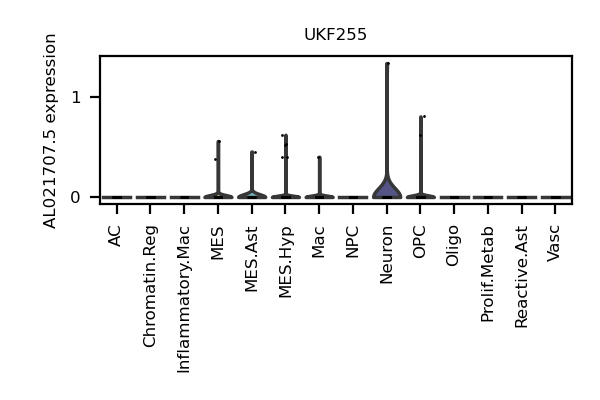 UKF255
AL021707.5 expression
1
0
AC
Chromatin.Reg
Inflammatory.Mac
MES
MES.Ast
MES.Hyp
Mac
NPC
Neuron
OPC
Oligo
Prolif.Metab
Reactive.Ast
Vasc